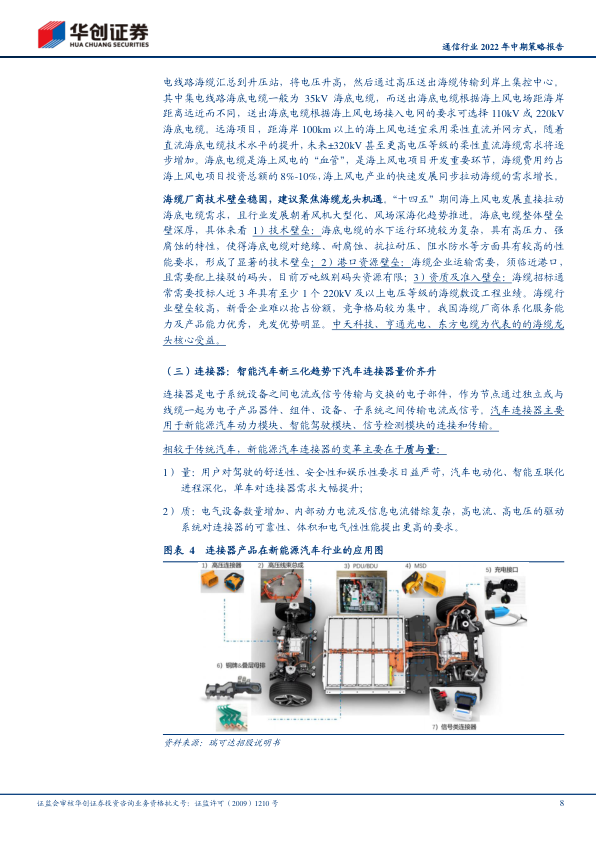 华创证券
HUA CHUANG SECURITIES
通信行业 2022 年中期策略报告
电线路海缆汇总到升压站，将电压升高，然后通过高压送出海缆传输到岸上集控中心。
其中集电线路海底电缆一般为 35kV 海底电缆，而送出海底电缆根据海上风电场距海岸
距离远近而不同，送出海底电缆根据海上风电场接入电网的要求可选择 110kV 或 220kV
海底电缆。远海项目，距海岸 100km 以上的海上风电适宜采用柔性直流并网方式，随着
直流海底电缆技术水平的提升，未来±320kV 甚至更高电压等级的柔性直流海缆需求将逐
步增加。海底电缆是海上风电的“血管”，是海上风电项目开发重要环节，海缆费用约占
海上风电项目投资总额的 8%-10%，海上风电产业的快速发展同步拉动海缆的需求增长。
海缆厂商技术壁垒稳固，建议聚焦海缆龙头机遇。“十四五”期间海上风电发展直接拉动
海底电缆需求，且行业发展朝着风机大型化、风场深海化趋势推进。海底电缆整体壁垒
壁深厚，具体来看 1）技术壁垒：海底电缆的水下运行环境较为复杂，具有高压力、强
腐蚀的特性，使得海底电缆对绝缘、耐腐蚀、抗拉耐压、阻水防水等方面具有较高的性
能要求，形成了显著的技术壁垒；2）港口资源壁垒：海缆企业运输需要，须临近港口，
且需要配上接驳的码头，目前万吨级别码头资源有限；3）资质及准入壁垒：海缆招标通
常需要投标人近 3 年具有至少 1 个 220kV 及以上电压等级的海缆敷设工程业绩。海缆行
业壁垒较高，新晋企业难以抢占份额，竞争格局较为集中。我国海缆厂商体系化服务能
力及产品能力优秀，先发优势明显。中天科技、亨通光电、东方电缆为代表的的海缆龙
头核心受益。
（三）连接器：智能汽车新三化趋势下汽车连接器量价齐升
连接器是电子系统设备之间电流或信号传输与交换的电子部件，作为节点通过独立或与
线缆一起为电子产品器件、组件、设备、子系统之间传输电流或信号。汽车连接器主要
用于新能源汽车动力模块、智能驾驶模块、信号检测模块的连接和传输。
相较于传统汽车，新能源汽车连接器的变革主要在于质与量：
1） 量：用户对驾驶的舒适性、安全性和娱乐性要求日益严苛，汽车电动化、智能互联化
进程深化，单车对连接器需求大幅提升；
2） 质：电气设备数量增加、内部动力电流及信息电流错综复杂，高电流、高电压的驱动
系统对连接器的可靠性、体积和电气性性能提出更高的要求。
图表 4 连接器产品在新能源汽车行业的应用图
1）高压连接器 2）高压线束总成 3）PDU/BDU 4）MSD
5）充电接口
6）铜牌&叠层母排
7）信号类连接器
资料来源：瑞可达招股说明书
证监会审核华创证券投资咨询业务资格批文号：证监许可（2009）1210 号 8